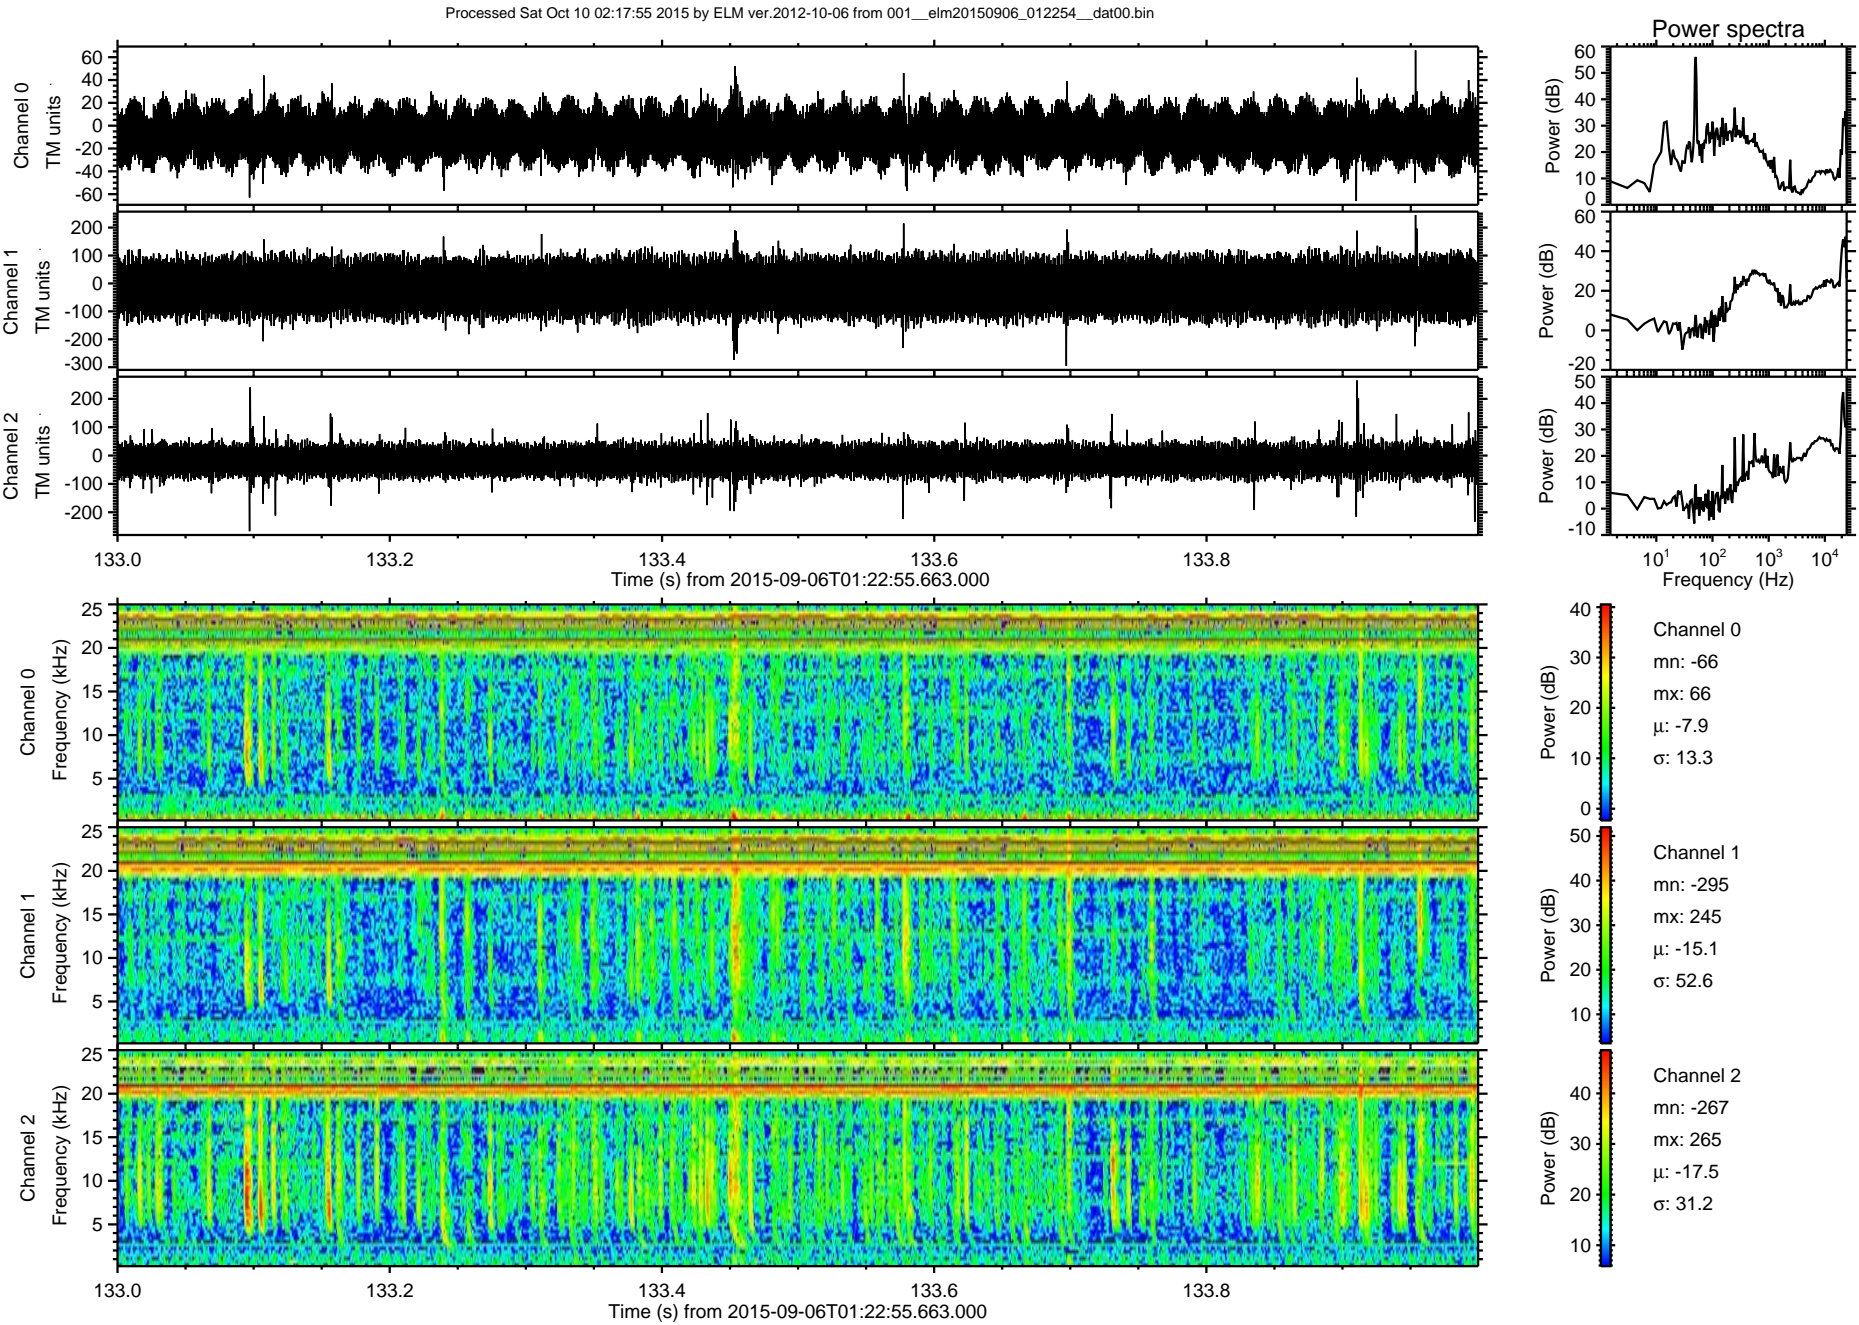 Processed Sat Oct 10 02:17:55 2015 by ELM ver.2012-10-06 from 001__elm20150906_012254__dat00.bin
Power spectra
Channel 0
TM units
60
40
20
0
-20
-40
-60
Power (dB)
60
50
40
30
20
10
0
Channel 1
TM units
200
100
0
-100
-200
-300
Power (dB)
60
40
20
0
-20
Channel 2
TM units
200
100
0
-100
-200
Power (dB)
50
40
30
20
10
0
-10
133.0 133.2 133.4 133.6 133.8
Time (s) from 2015-09-06T01:22:55.663.000
10^1 10^2 10^3 10^4
Frequency (Hz)
Channel 0
Frequency (kHz)
25
20
15
10
5
Power (dB)
40
30
20
10
0
Channel 0
mn: -66
mx: 66
μ: -7.9
σ: 13.3
Channel 1
Frequency (kHz)
25
20
15
10
5
Power (dB)
50
40
30
20
10
Channel 1
mn: -295
mx: 245
μ: -15.1
σ: 52.6
Channel 2
Frequency (kHz)
25
20
15
10
5
Power (dB)
40
30
20
10
Channel 2
mn: -267
mx: 265
μ: -17.5
σ: 31.2
133.0 133.2 133.4 133.6 133.8
Time (s) from 2015-09-06T01:22:55.663.000